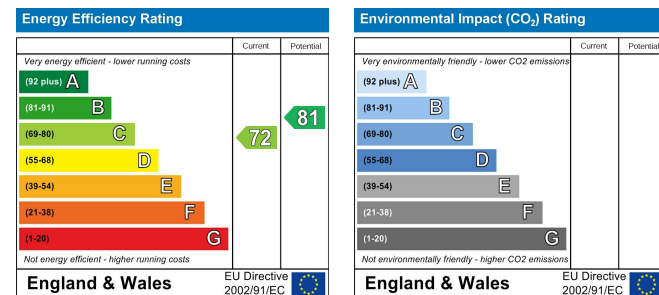 Energy Efficiency Rating
Current Potential
Very energy efficient - lower running costs
(92 plus) A
(81-91) B
(69-80) C
(55-68) D
(39-54) E
(21-38) F
(1-20) G
72
81
Not energy efficient - higher running costs
England & Wales
EU Directive
2002/91/EC
Environmental Impact (CO₂) Rating
Current Potential
Very environmentally friendly - lower CO2 emissions
(92 plus) A
(81-91) B
(69-80) C
(55-68) D
(39-54) E
(21-38) F
(1-20) G
Not environmentally friendly - higher CO2 emissions
England & Wales
EU Directive
2002/91/EC